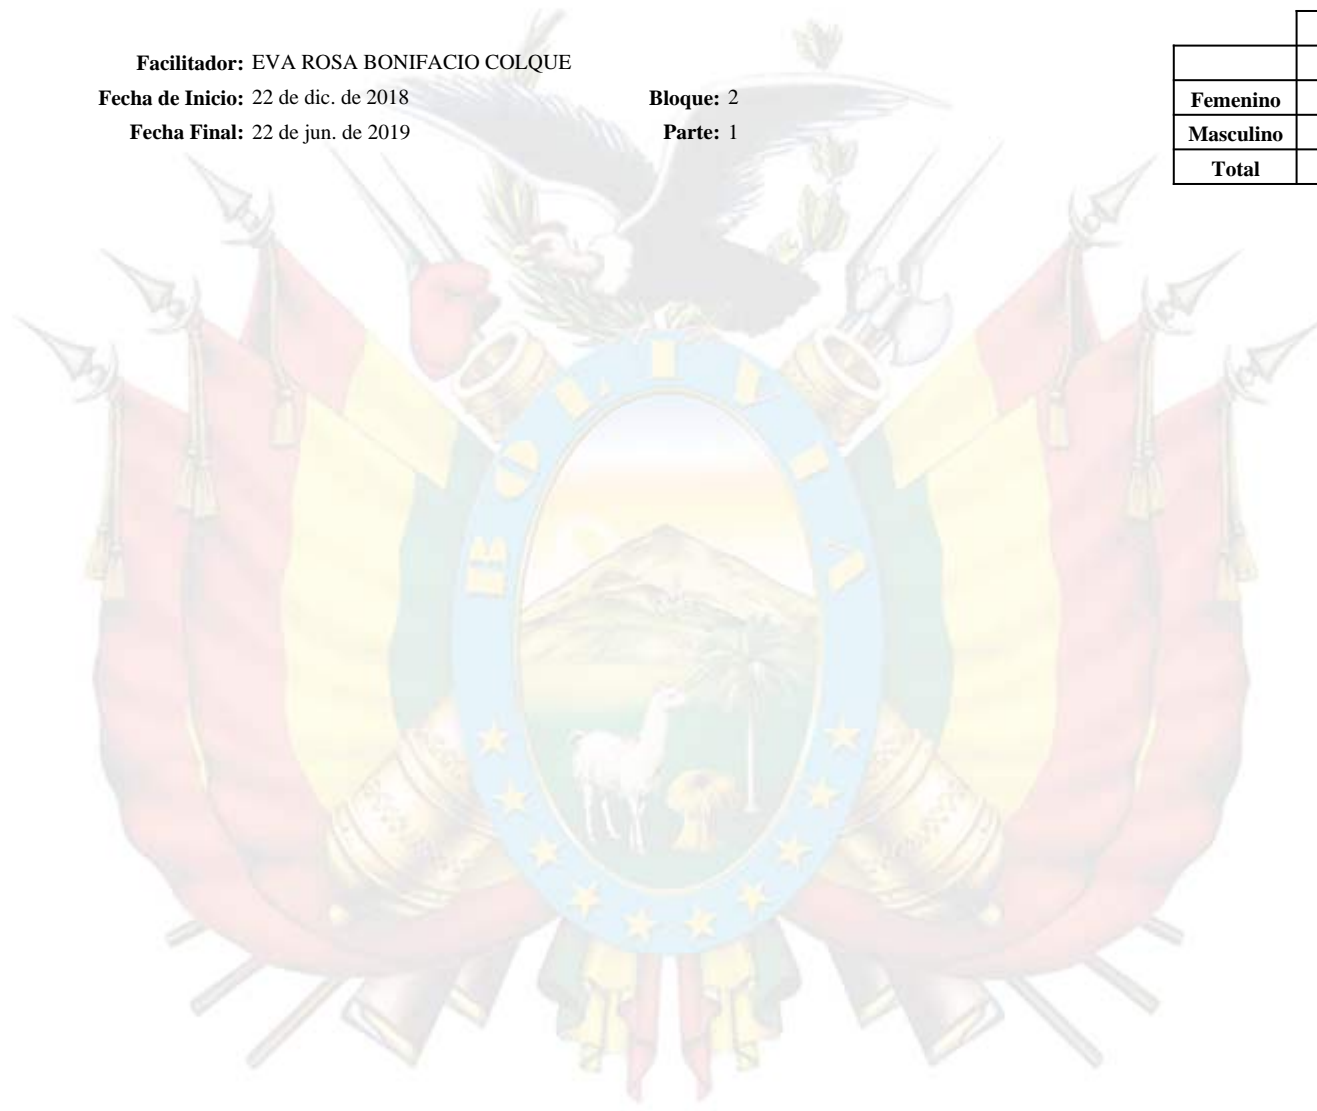 Facilitador: EVA ROSA BONIFACIO COLQUE
Fecha de Inicio: 22 de dic. de 2018 Bloque: 2
Fecha Final: 22 de jun. de 2019 Parte: 1
Femenino
Masculino
Total
BOLIVIA